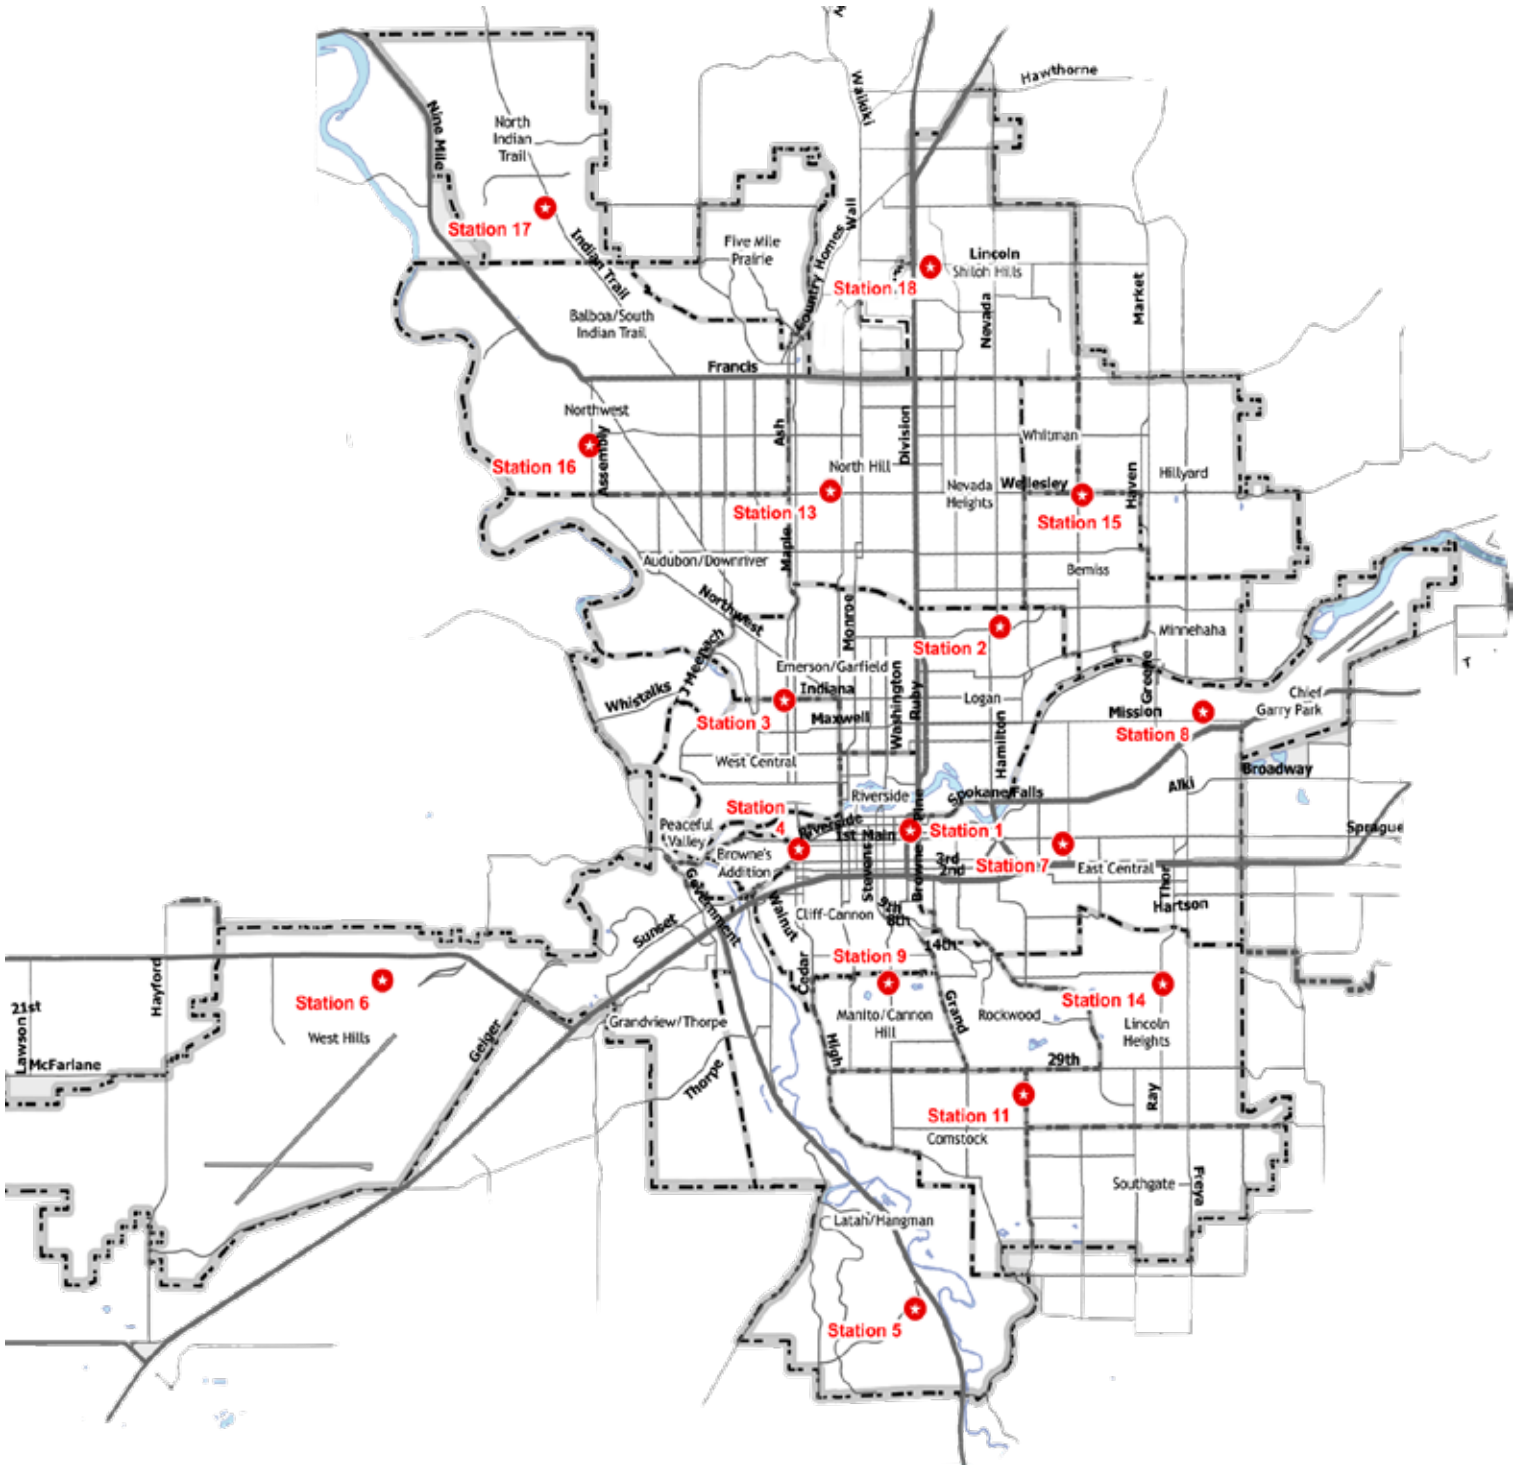 Hawthorne
Waikiki
Nine Mile
North
Indian
Trail
Station 17
Indian Trail
Five Mile
Prairie
Country Homes
Wall
Lincoln
Shiloh Hills
Station 18
Nevada
Market
Balboa/South
Indian Trail
Francis
Northwest
Assembly
Station 16
Ash
Division
Whitman
North Hill
Hillyard
Haven
Nevada
Heights
Wellesley
Station 13
Station 15
Maple
Audubon/Downriver
Bemiss
Northwest
Monroe
Minnehaha
Station 2
Meenach
Emerson/Garfield
Greene
Whistalks
Indiana
Washington
Ruby
Logan
Chief
Garry Park
Station 3
Maxwell
Mission
Station 8
Hamilton
West Central
Broadway
Alki
Riverside
Spokane Falls
Pine
Station
4
Riverside
1st Main
Station 1
Sprague
Peaceful
Valley
Browne's
Addition
Stevens
Browne
3rd
2nd
Station 7
East Central
Thor
Government
Walnut
Cliff-Cannon
9th
8th
Hartson
Sunset
14th
Station 9
Cedar
Hayford
Station 6
21st
Lawson
West Hills
McFarlane
Geiger
Grandview/Thorpe
Manito/Cannon
Hill
Grand
Rockwood
Station 14
Lincoln
Heights
High
29th
Thorpe
Ray
Station 11
Comstock
Southgate
Freya
Latah/Hangman
Station 5